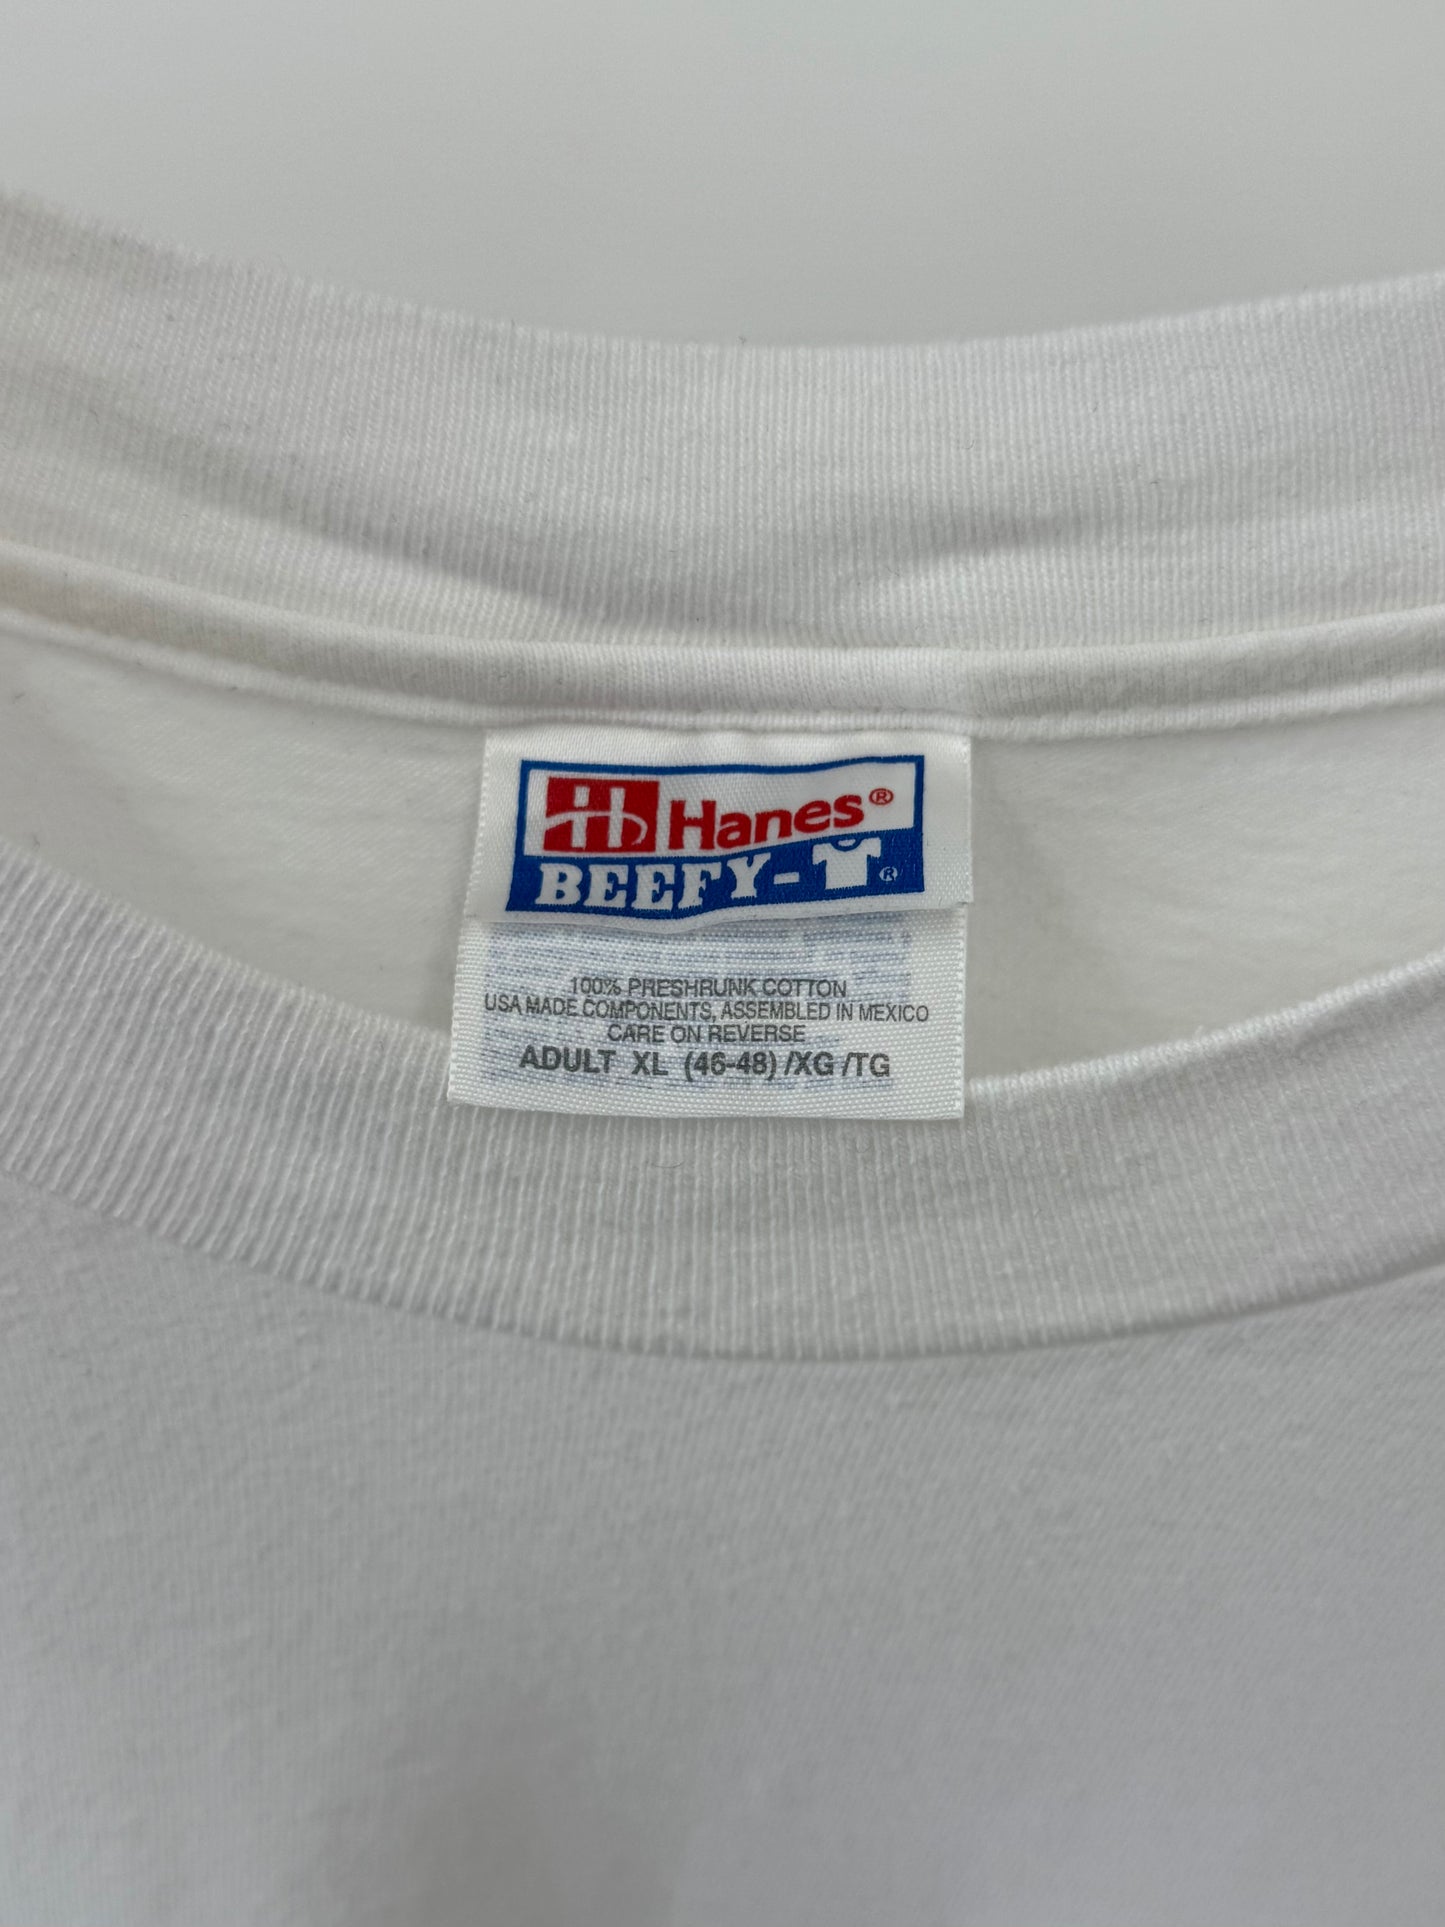 Hanes®
BEEFY-®
100% PRESHRUNK COTTON
USA MADE COMPONENTS, ASSEMBLED IN MEXICO
CARE ON REVERSE
ADULT XL (46-48) /XG /TG